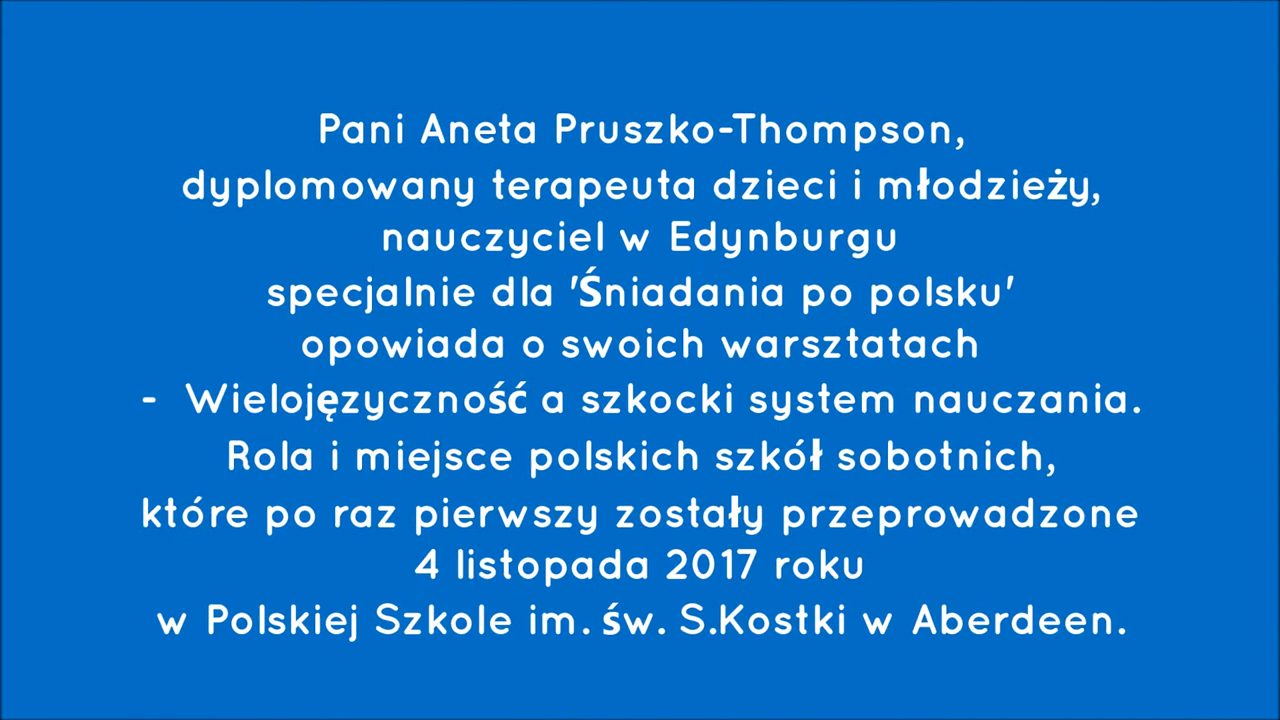 Pani Aneta Pruszko-Thompson,
dyplomowany terapeuta dzieci i młodzieży,
nauczyciel w Edynburgu
specjalnie dla 'Śniadania po polsku'
opowiada o swoich warsztatach
- Wielojęzyczność a szkocki system nauczania.
Rola i miejsce polskich szkół sobotnich,
które po raz pierwszy zostały przeprowadzone
4 listopada 2017 roku
w Polskiej Szkole im. św. S.Kostki w Aberdeen.